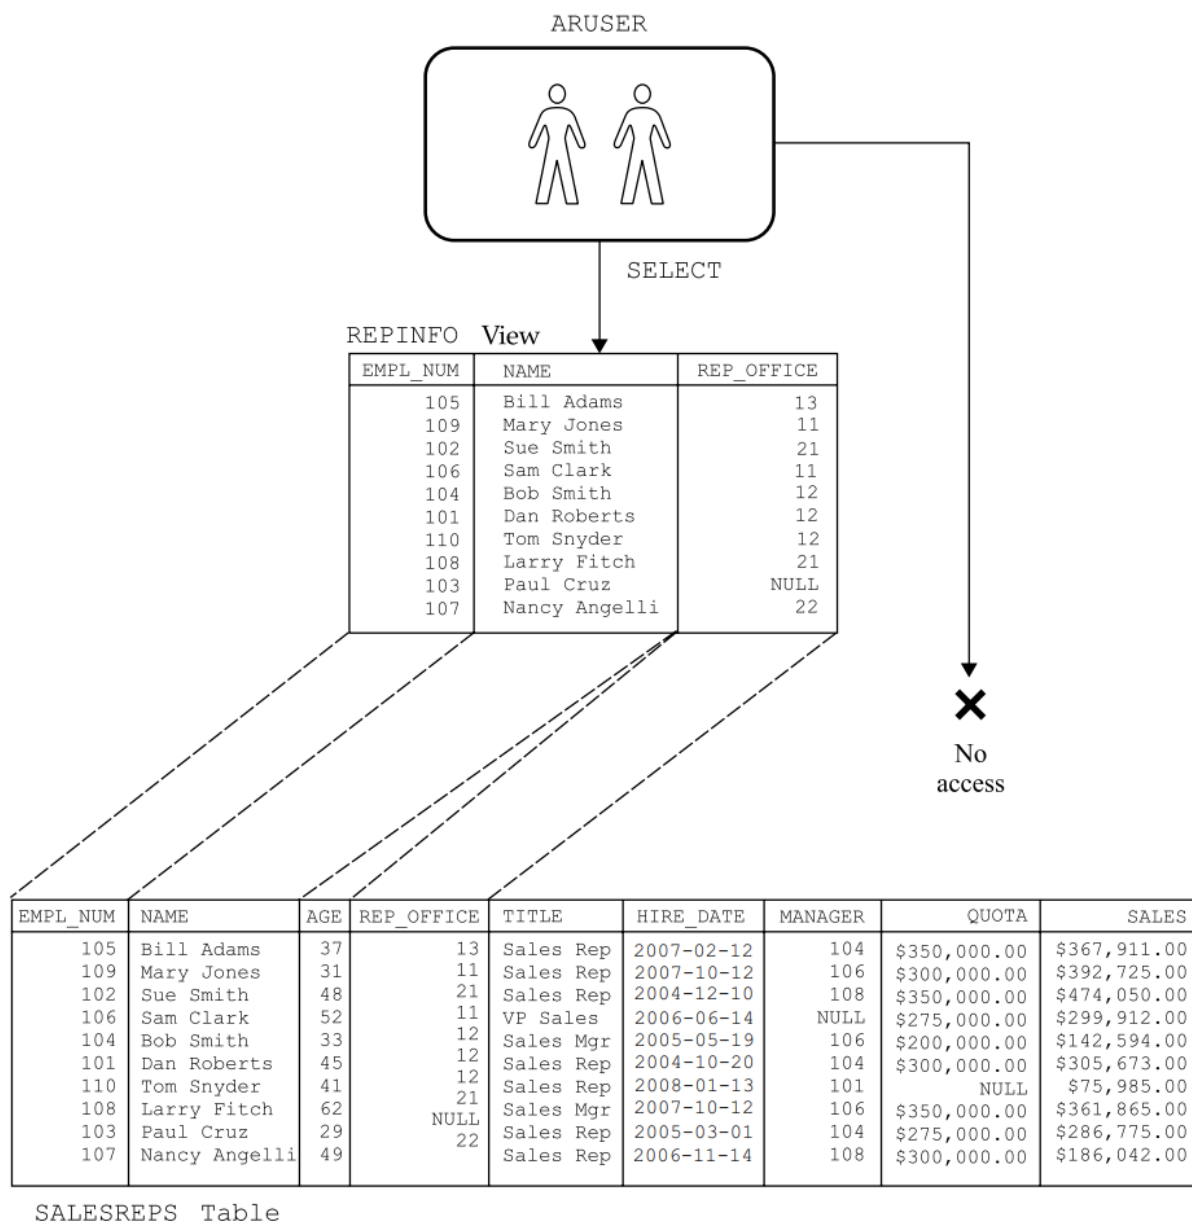 ARUSER
SELECT
REPINFO View
EMPL_NUM NAME REP_OFFICE
105 Bill Adams 13
109 Mary Jones 11
102 Sue Smith 21
106 Sam Clark 11
104 Bob Smith 12
101 Dan Roberts 12
110 Tom Snyder 12
108 Larry Fitch 21
103 Paul Cruz NULL
107 Nancy Angelli 22
No
access
EMPL_NUM NAME AGE REP_OFFICE TITLE HIRE_DATE MANAGER QUOTA SALES
105 Bill Adams 37 13 Sales Rep 2007-02-12 104 $350,000.00 $367,911.00
109 Mary Jones 31 11 Sales Rep 2007-10-12 106 $300,000.00 $392,725.00
102 Sue Smith 48 21 Sales Rep 2004-12-10 108 $350,000.00 $474,050.00
106 Sam Clark 52 11 VP Sales 2006-06-14 NULL $275,000.00 $299,912.00
104 Bob Smith 33 12 Sales Mgr 2005-05-19 106 $200,000.00 $142,594.00
101 Dan Roberts 45 12 Sales Rep 2004-10-20 104 $300,000.00 $305,673.00
110 Tom Snyder 41 12 Sales Rep 2008-01-13 101 NULL $75,985.00
108 Larry Fitch 62 21 Sales Mgr 2007-10-12 106 $350,000.00 $361,865.00
103 Paul Cruz 29 NULL Sales Rep 2005-03-01 104 $275,000.00 $286,775.00
107 Nancy Angelli 49 22 Sales Rep 2006-11-14 108 $300,000.00 $186,042.00
SALESREPS Table